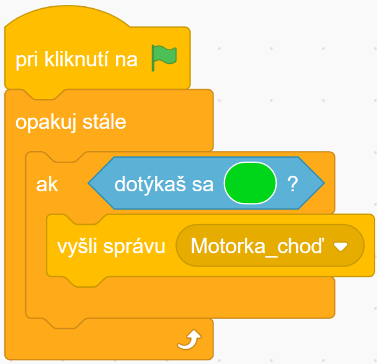 pri kliknutí na
opakuj stále
ak dotýkaš sa ?
vyšli správu Motorka_choď